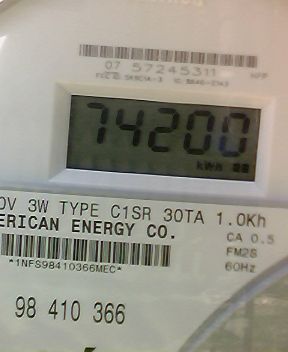 07 57245311
74200
kWh
0V 3W TYPE C1SR 30TA 1.0Kh
ERICAN ENERGY CO.
CA 0.5
FM2S
*1NFS98410366MEC*
60Hz
98 410 366